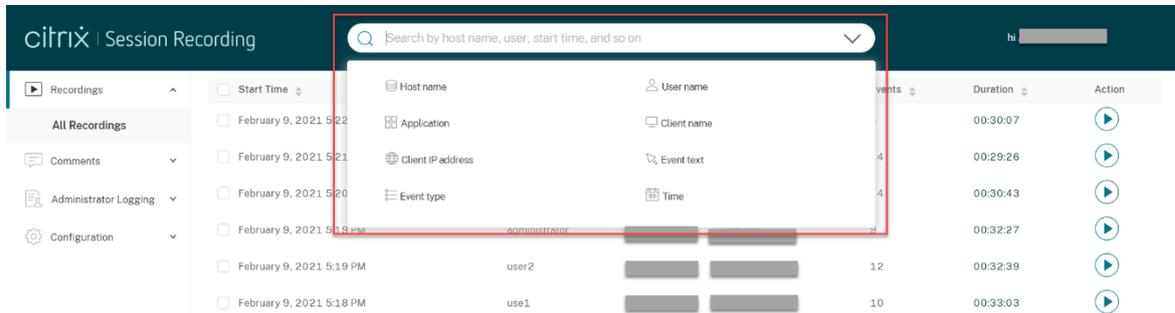 citrix | Session Recording
Search by host name, user, start time, and so on
hi
Recordings
All Recordings
Comments
Administrator Logging
Configuration
Host name
User name
Application
Client name
Client IP address
Event text
Event type
Time
Start Time
Duration
Action
February 9, 2021 5:22
00:30:07
February 9, 2021 5:21
4
00:29:26
February 9, 2021 5:20
4
00:30:43
February 9, 2021 5:19 PM
administrator
9
00:32:27
February 9, 2021 5:19 PM
user2
12
00:32:39
February 9, 2021 5:18 PM
use1
10
00:33:03